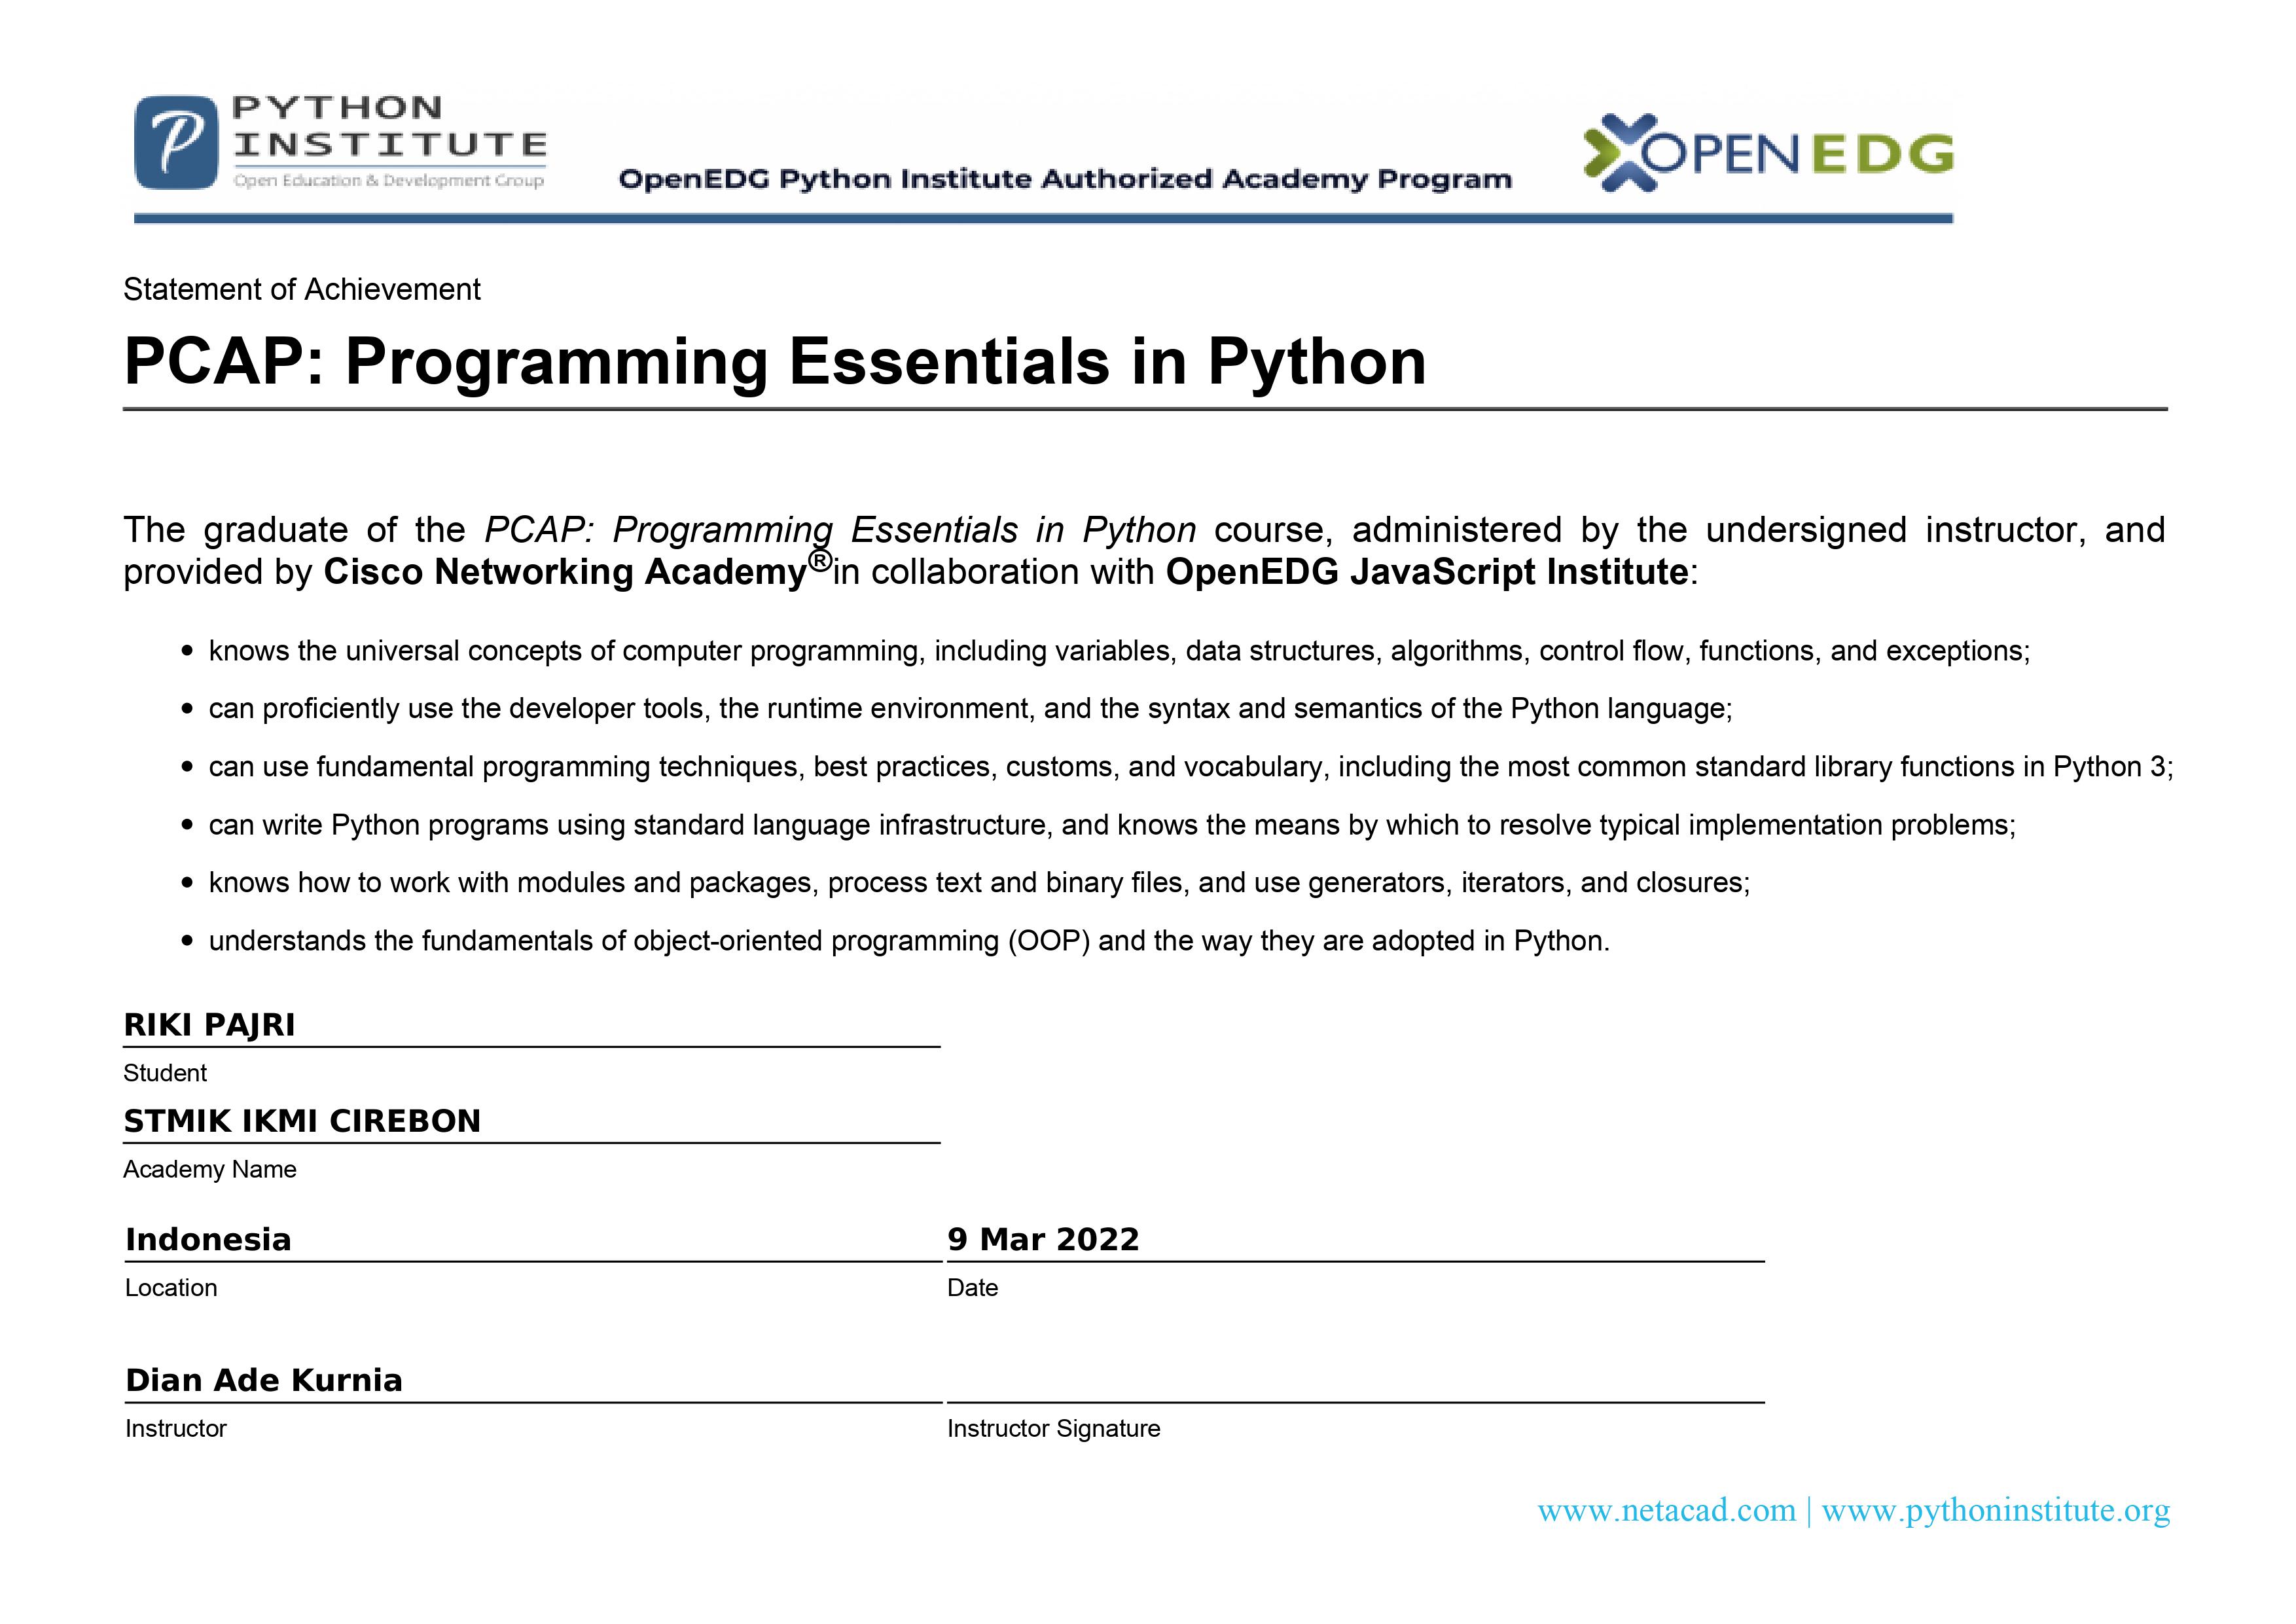 PYTHON
INSTITUTE
Open Education & Development Group
OpenEDG Python Institute Authorized Academy Program
OPENEDG
Statement of Achievement
PCAP: Programming Essentials in Python
The graduate of the PCAP: Programming Essentials in Python course, administered by the undersigned instructor, and
provided by Cisco Networking Academy®in collaboration with OpenEDG JavaScript Institute:
• knows the universal concepts of computer programming, including variables, data structures, algorithms, control flow, functions, and exceptions;
• can proficiently use the developer tools, the runtime environment, and the syntax and semantics of the Python language;
• can use fundamental programming techniques, best practices, customs, and vocabulary, including the most common standard library functions in Python 3;
• can write Python programs using standard language infrastructure, and knows the means by which to resolve typical implementation problems;
• knows how to work with modules and packages, process text and binary files, and use generators, iterators, and closures;
• understands the fundamentals of object-oriented programming (OOP) and the way they are adopted in Python.
RIKI PAJRI
Student
STMIK IKMI CIREBON
Academy Name
Indonesia
Location
9 Mar 2022
Date
Dian Ade Kurnia
Instructor
Instructor Signature
www.netacad.com | www.pythoninstitute.org